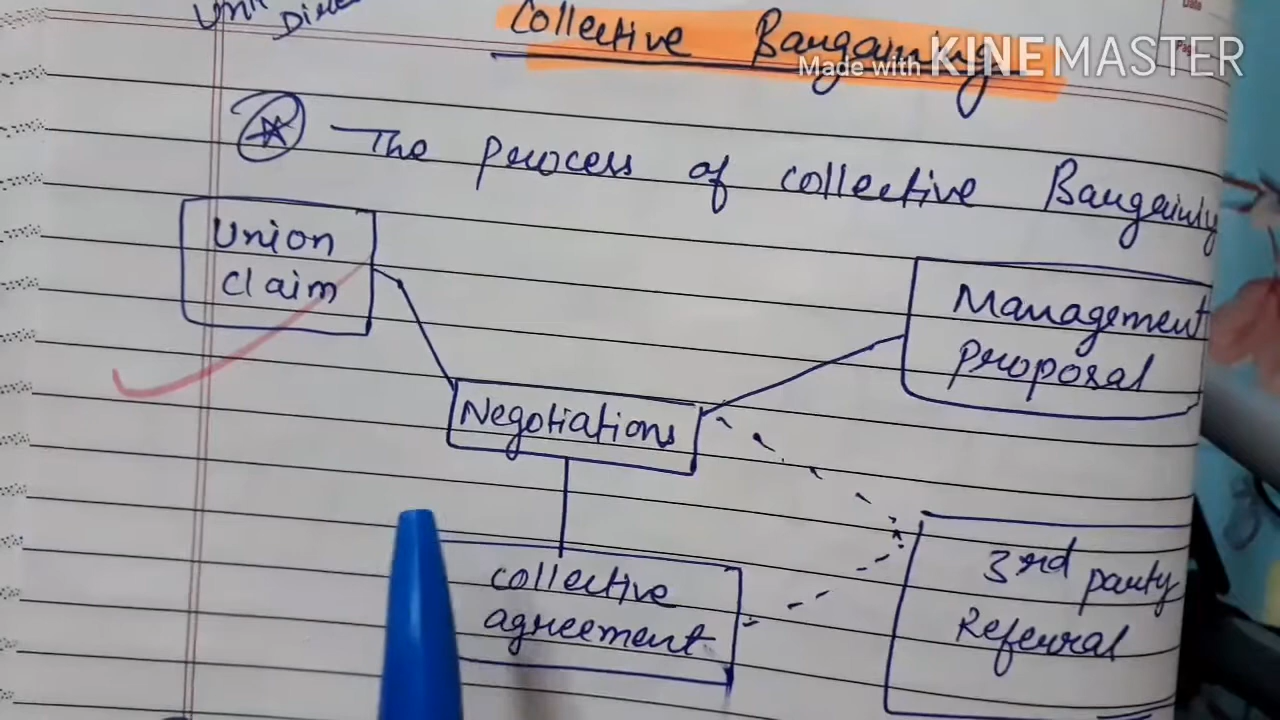 Unit
Collective Bargaining
Made with KINEMASTER
The process of collective Bargaining
Union
claim
Management
proposal
Negotiations
3rd party
Referral
collective
agreement